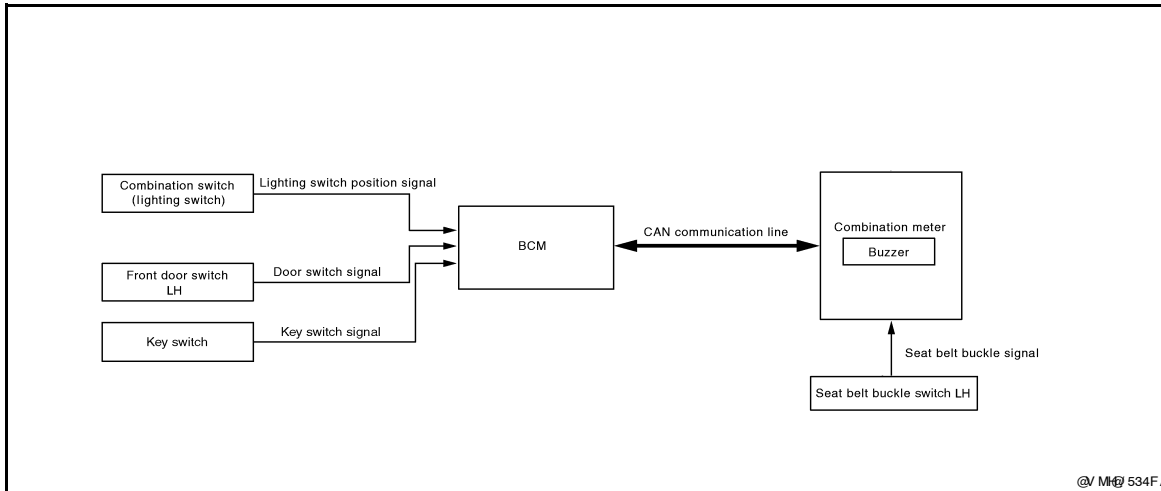 Combination switch
(lighting switch)
Lighting switch position signal
Front door switch
LH
Door switch signal
Key switch
Key switch signal
BCM
CAN communication line
Combination meter
Buzzer
Seat belt buckle signal
Seat belt buckle switch LH
534F